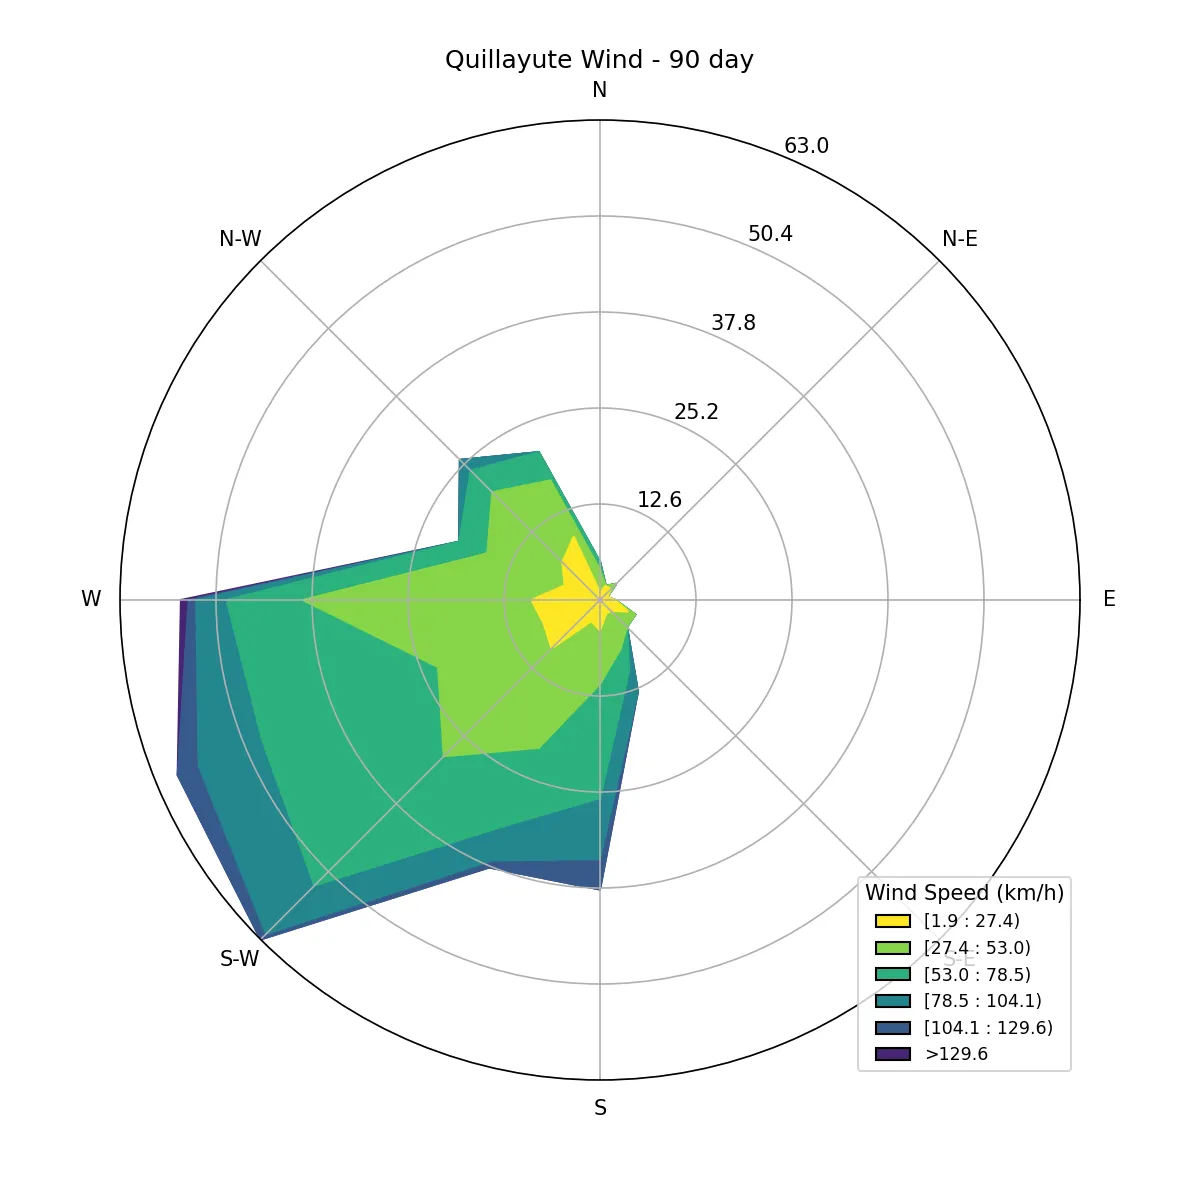 Quillayute Wind - 90 day
N
63.0
N-W
50.4
N-E
37.8
25.2
12.6
W
E
S-W
S-E
S
Wind Speed (km/h)
[1.9 : 27.4)
[27.4 : 53.0)
[53.0 : 78.5)
[78.5 : 104.1)
[104.1 : 129.6)
>129.6